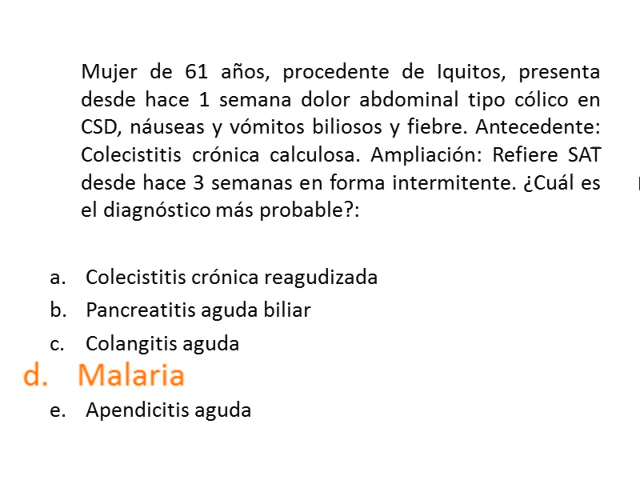 Mujer de 61 años, procedente de Iquitos, presenta
desde hace 1 semana dolor abdominal tipo cólico en
CSD, náuseas y vómitos biliosos y fiebre. Antecedente:
Colecistitis crónica calculosa. Ampliación: Refiere SAT
desde hace 3 semanas en forma intermitente. ¿Cuál es
el diagnóstico más probable?:
a. Colecistitis crónica reagudizada
b. Pancreatitis aguda biliar
c. Colangitis aguda
d. Malaria
e. Apendicitis aguda